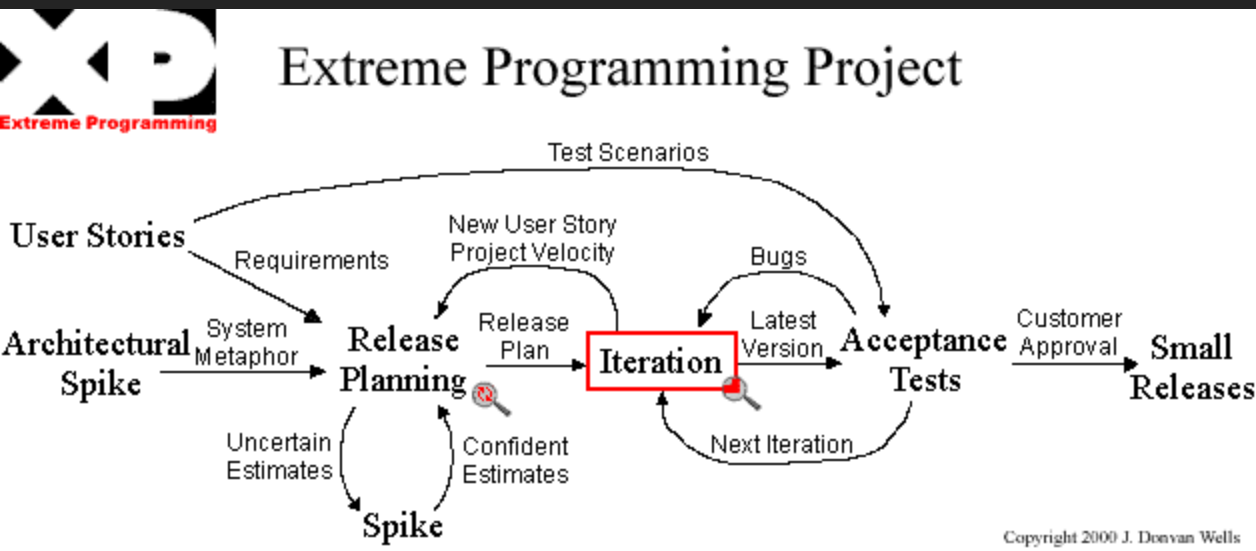 XP
Extreme Programming
Extreme Programming Project
Test Scenarios
User Stories
Requirements
New User Story
Project Velocity
Bugs
Architectural
Spike
System
Metaphor
Release
Planning
Release
Plan
Iteration
Latest
Version
Acceptance
Tests
Customer
Approval
Small
Releases
Uncertain
Estimates
Confident
Estimates
Next Iteration
Spike
Copyright 2000 J. Donvan Wells